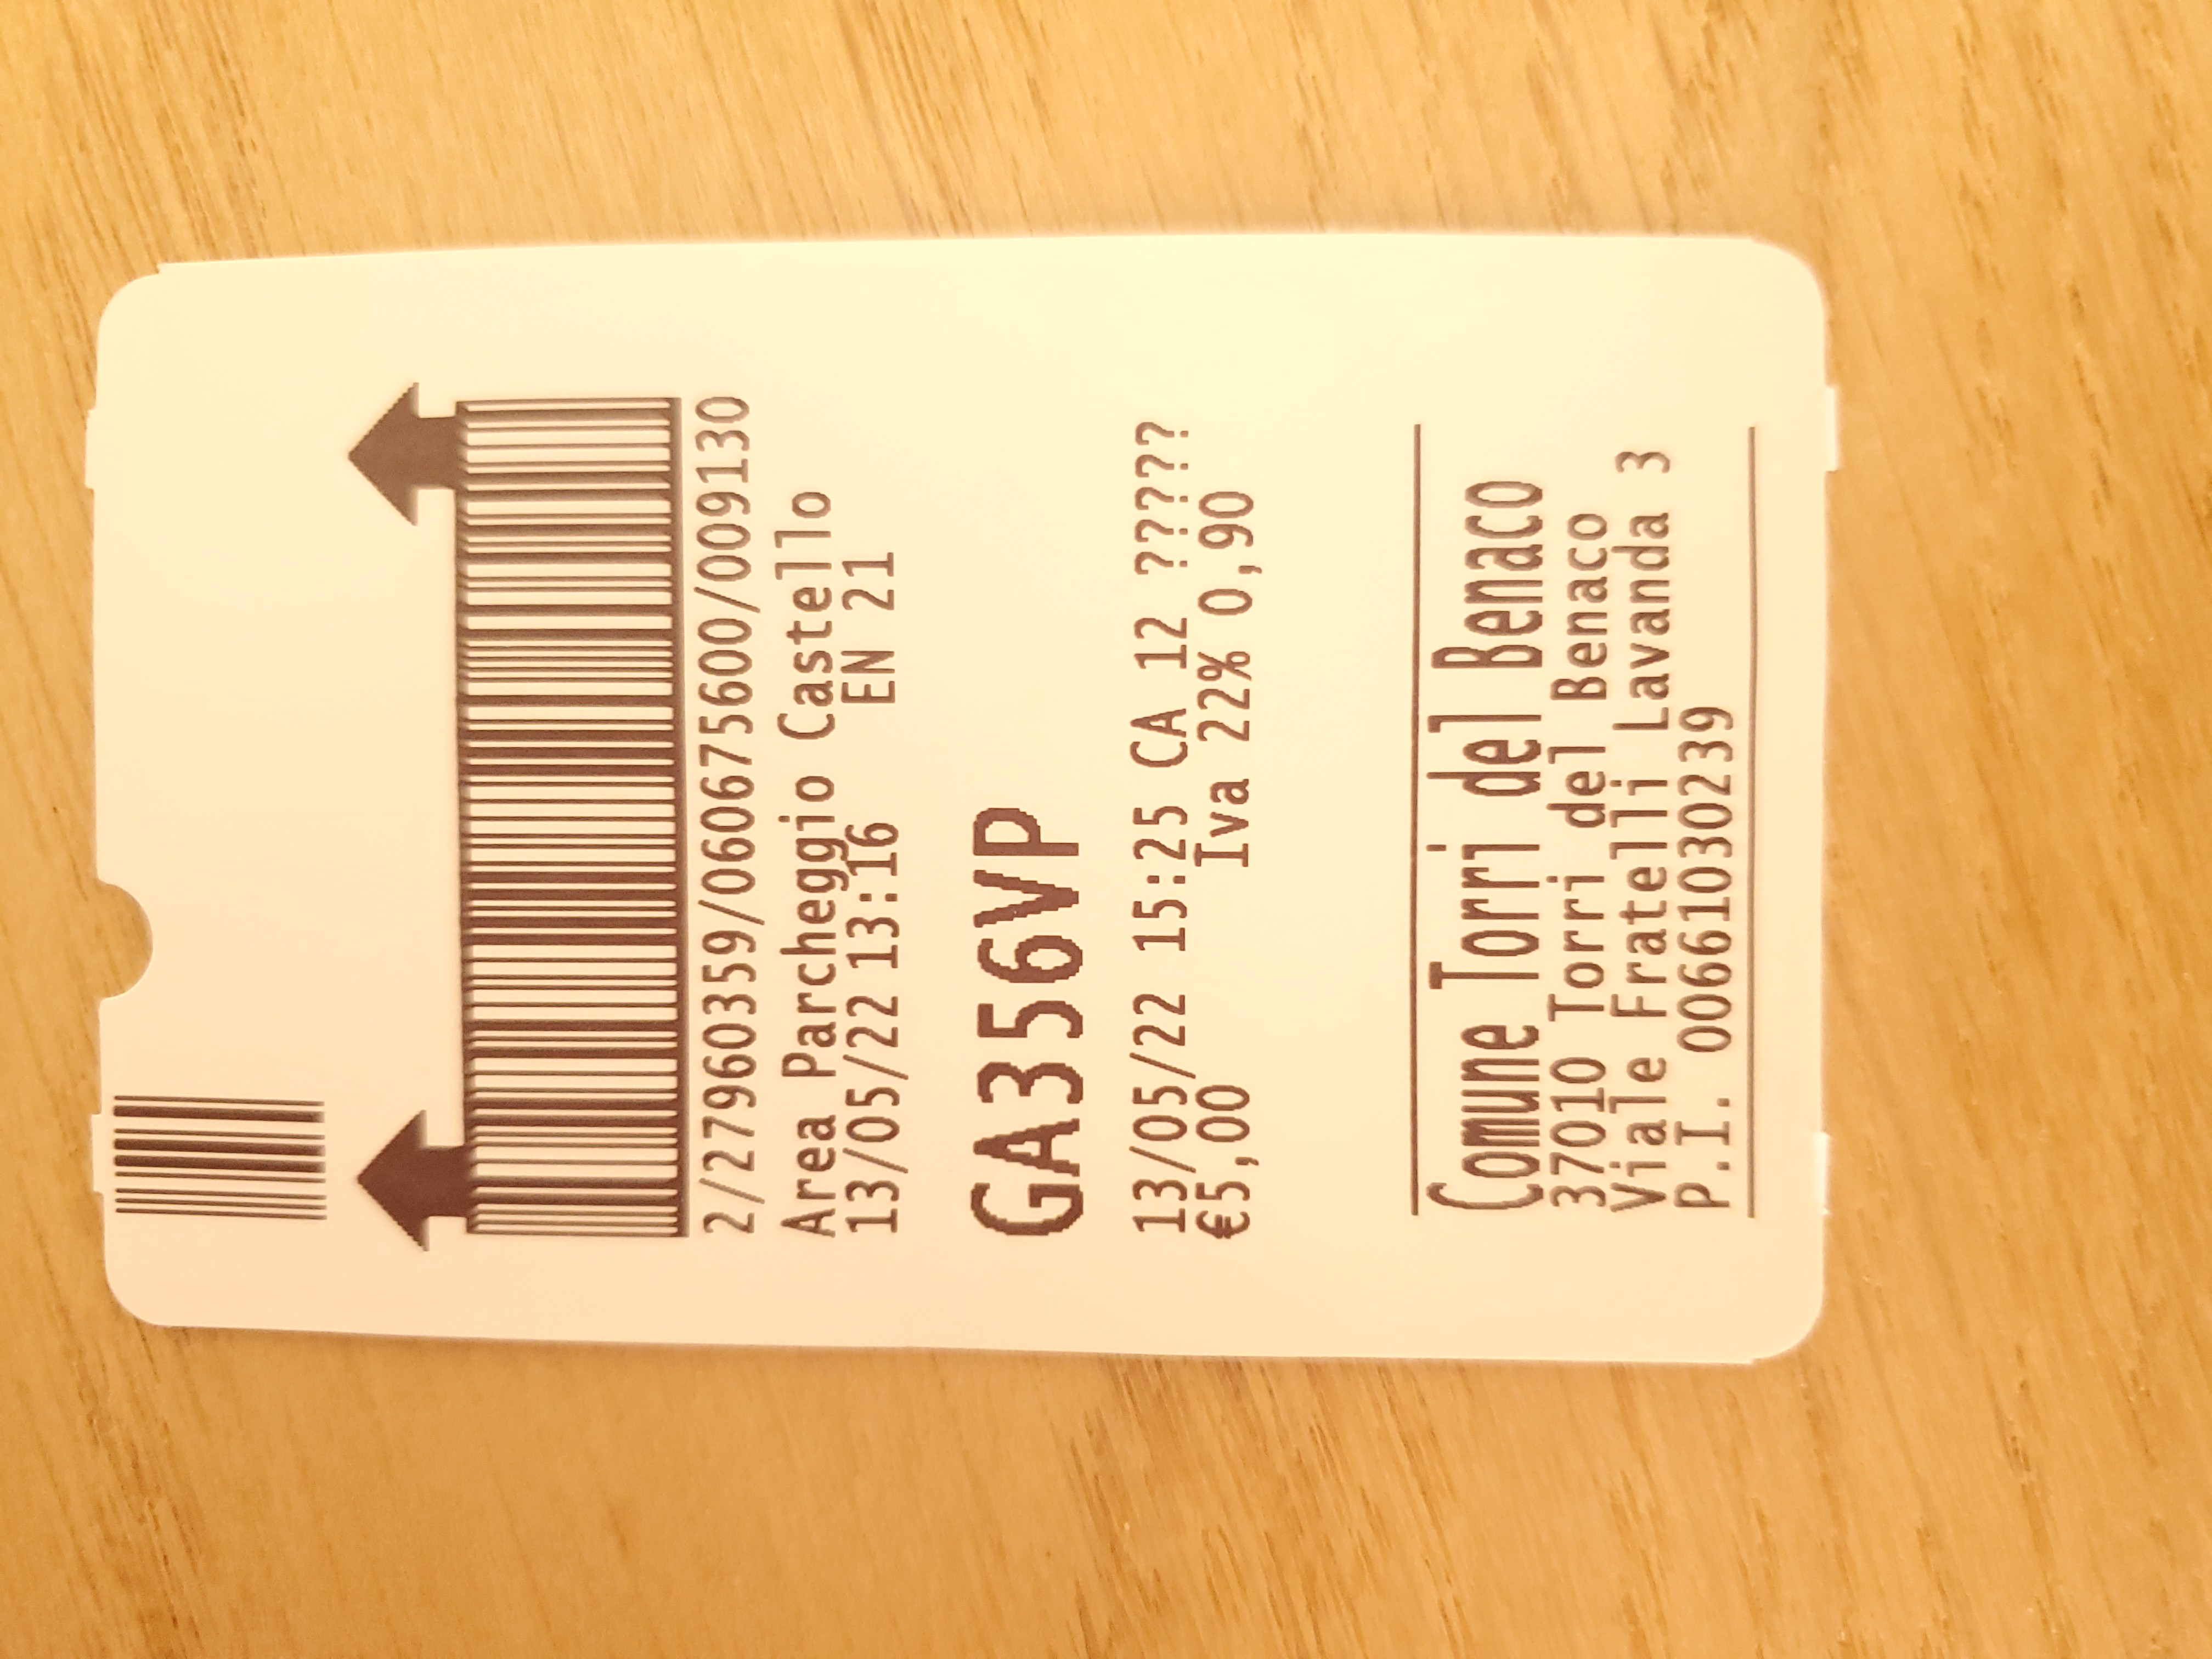 2/27960359/0606675600/009130
Area Parcheggio Castello
13/05/22 13:16 EN 21
GA356VP
13/05/22 15:25 CA 12 ?????
€5,00 Iva 22% 0,90
Comune Torri del Benaco
37010 Torri del Benaco
Viale Fratelli Lavanda 3
P.I. 00661030239